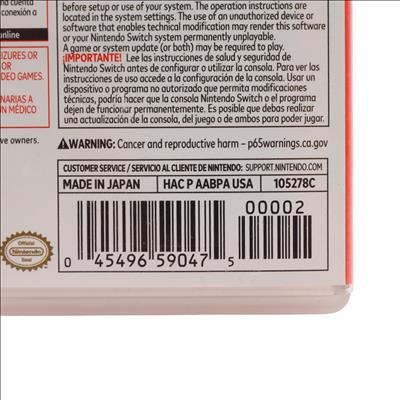 na cuenta
conexión a
online
EIZURES OR
OR
DEO GAMES.
NARIAS A
UN MÉDICO
ve owners.
before setup or use of your system. The operation instructions are
located in the system settings. The use of an unauthorized device or
software that enables technical modification may render this software
or your Nintendo Switch system permanently unplayable.
A game or system update (or both) may be required to play.
¡IMPORTANTE! Lee las instrucciones de salud y seguridad de
Nintendo Switch antes de configurar o utilizar la consola. Para ver las
instrucciones de uso accede a la configuración de la consola. Usar un
dispositivo o programa no autorizado que permita modificaciones
técnicas, podría hacer que la consola Nintendo Switch o el programa
dejen de funcionar permanentemente. Es posible que debas realizar
una actualización de la consola, del juego o de ambos para poder jugar.
⚠WARNING: Cancer and reproductive harm – p65warnings.ca.gov
CUSTOMER SERVICE / SERVICIO AL CLIENTE DE NINTENDO: SUPPORT.NINTENDO.COM
MADE IN JAPAN HAC P AABPA USA 105278C
00002
0 45496 59047 5
Official
Nintendo
Seal